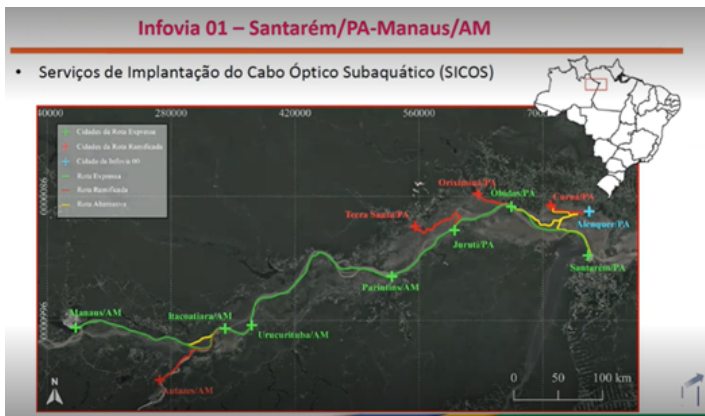 Infovia 01 – Santarém/PA-Manaus/AM
• Serviços de Implantação do Cabo Óptico Subaquático (SICOS)
40000 280000 420000 560000
Cidades da Rota Expressa
Cidades da Rota Ramificada
Cidade da Infovia 00
Rota Expressa
Rota Ramificada
Rota Alternativa
Oriximiná/PA
Óbidos/PA
Curuá/PA
Terra Santa/PA
Alenquer/PA
Juruti/PA
Santarém/PA
Parintins/AM
Manaus/AM
Itacoatiara/AM
Urucurituba/AM
Autazes/AM
N
0 50 100 km